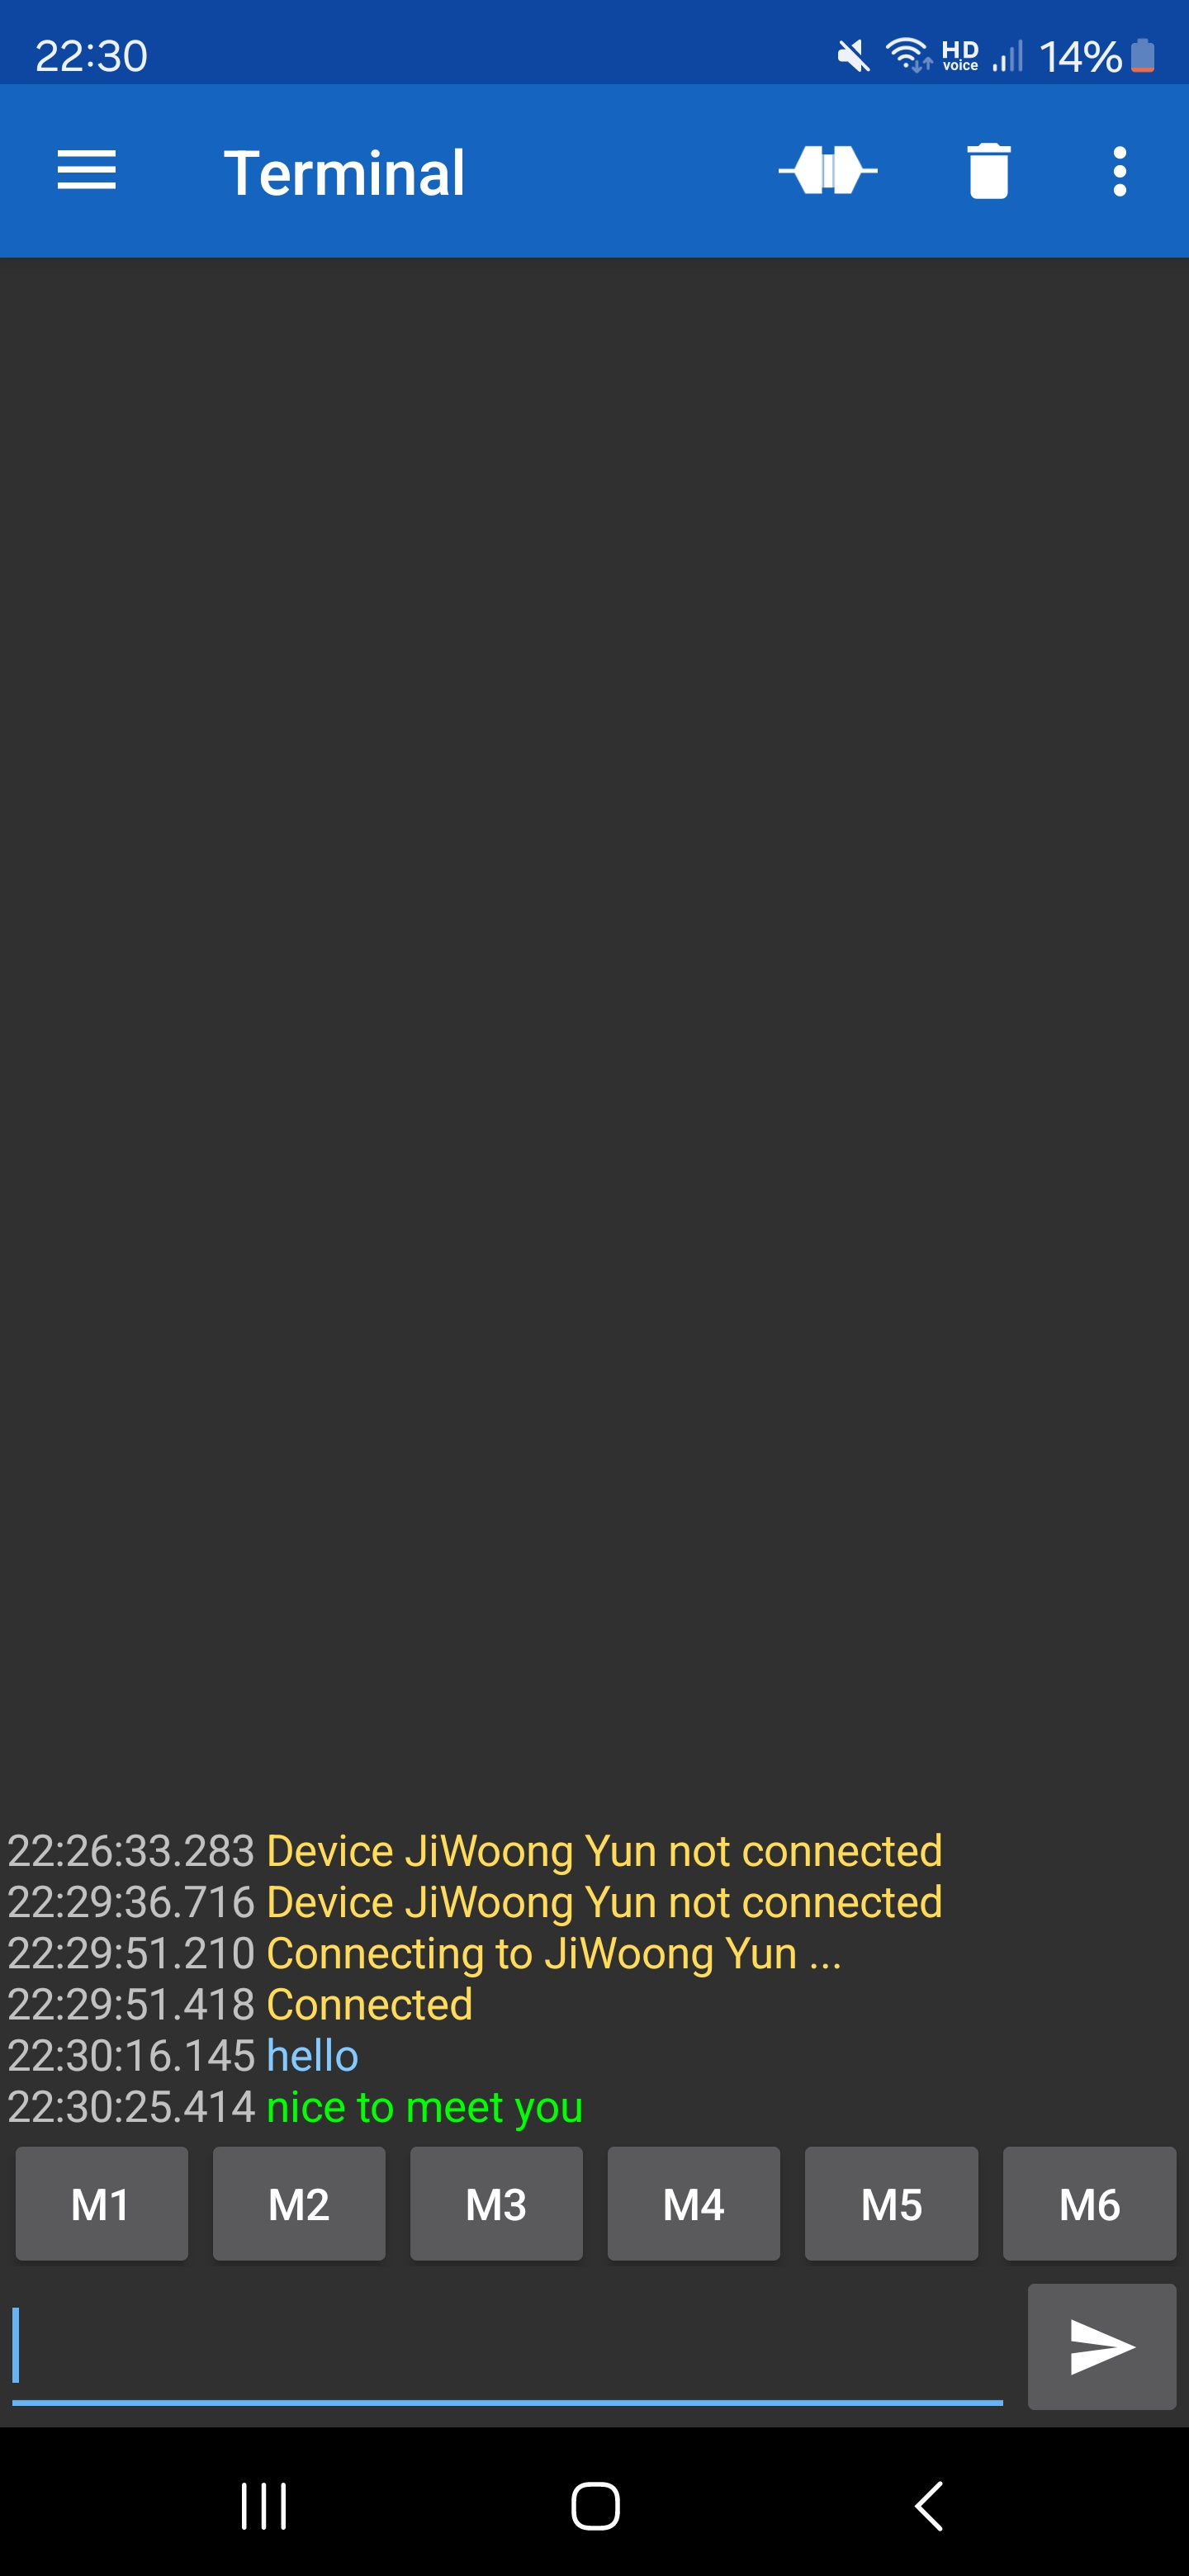 22:30 HD voice 14%
Terminal
22:26:33.283 Device JiWoong Yun not connected
22:29:36.716 Device JiWoong Yun not connected
22:29:51.210 Connecting to JiWoong Yun ...
22:29:51.418 Connected
22:30:16.145 hello
22:30:25.414 nice to meet you
M1 M2 M3 M4 M5 M6